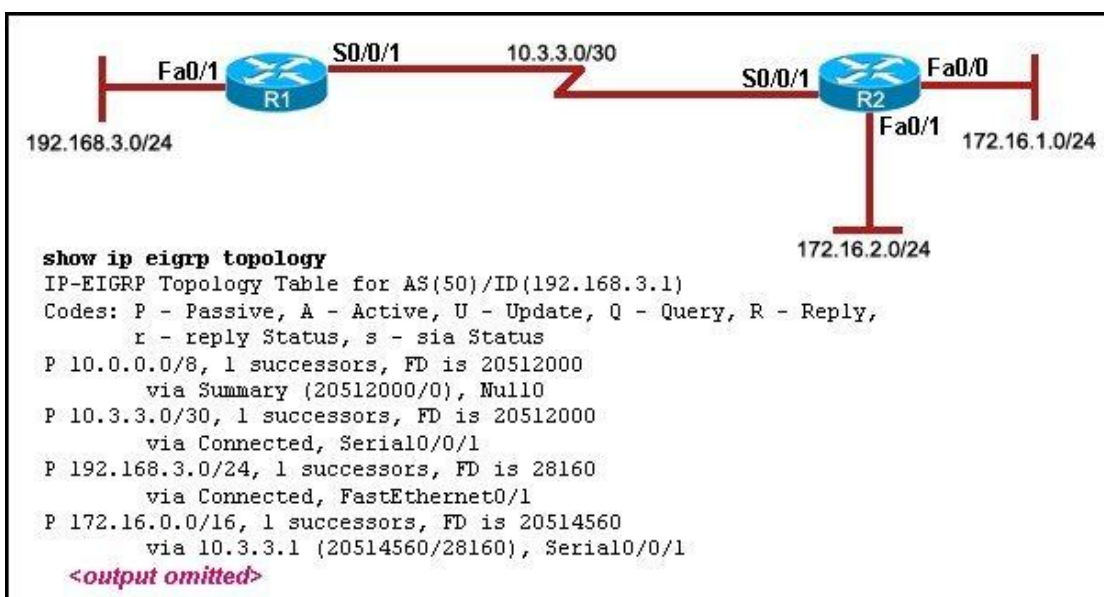 Fa0/1
S0/0/1
10.3.3.0/30
S0/0/1
Fa0/0
R1
R2
Fa0/1
192.168.3.0/24
172.16.1.0/24
172.16.2.0/24
show ip eigrp topology
IP-EIGRP Topology Table for AS(50)/ID(192.168.3.1)
Codes: P - Passive, A - Active, U - Update, Q - Query, R - Reply,
r - reply Status, s - sia Status
P 10.0.0.0/8, 1 successors, FD is 20512000
via Summary (20512000/0), Null0
P 10.3.3.0/30, 1 successors, FD is 20512000
via Connected, Serial0/0/1
P 192.168.3.0/24, 1 successors, FD is 28160
via Connected, FastEthernet0/1
P 172.16.0.0/16, 1 successors, FD is 20514560
via 10.3.3.1 (20514560/28160), Serial0/0/1
<output omitted>